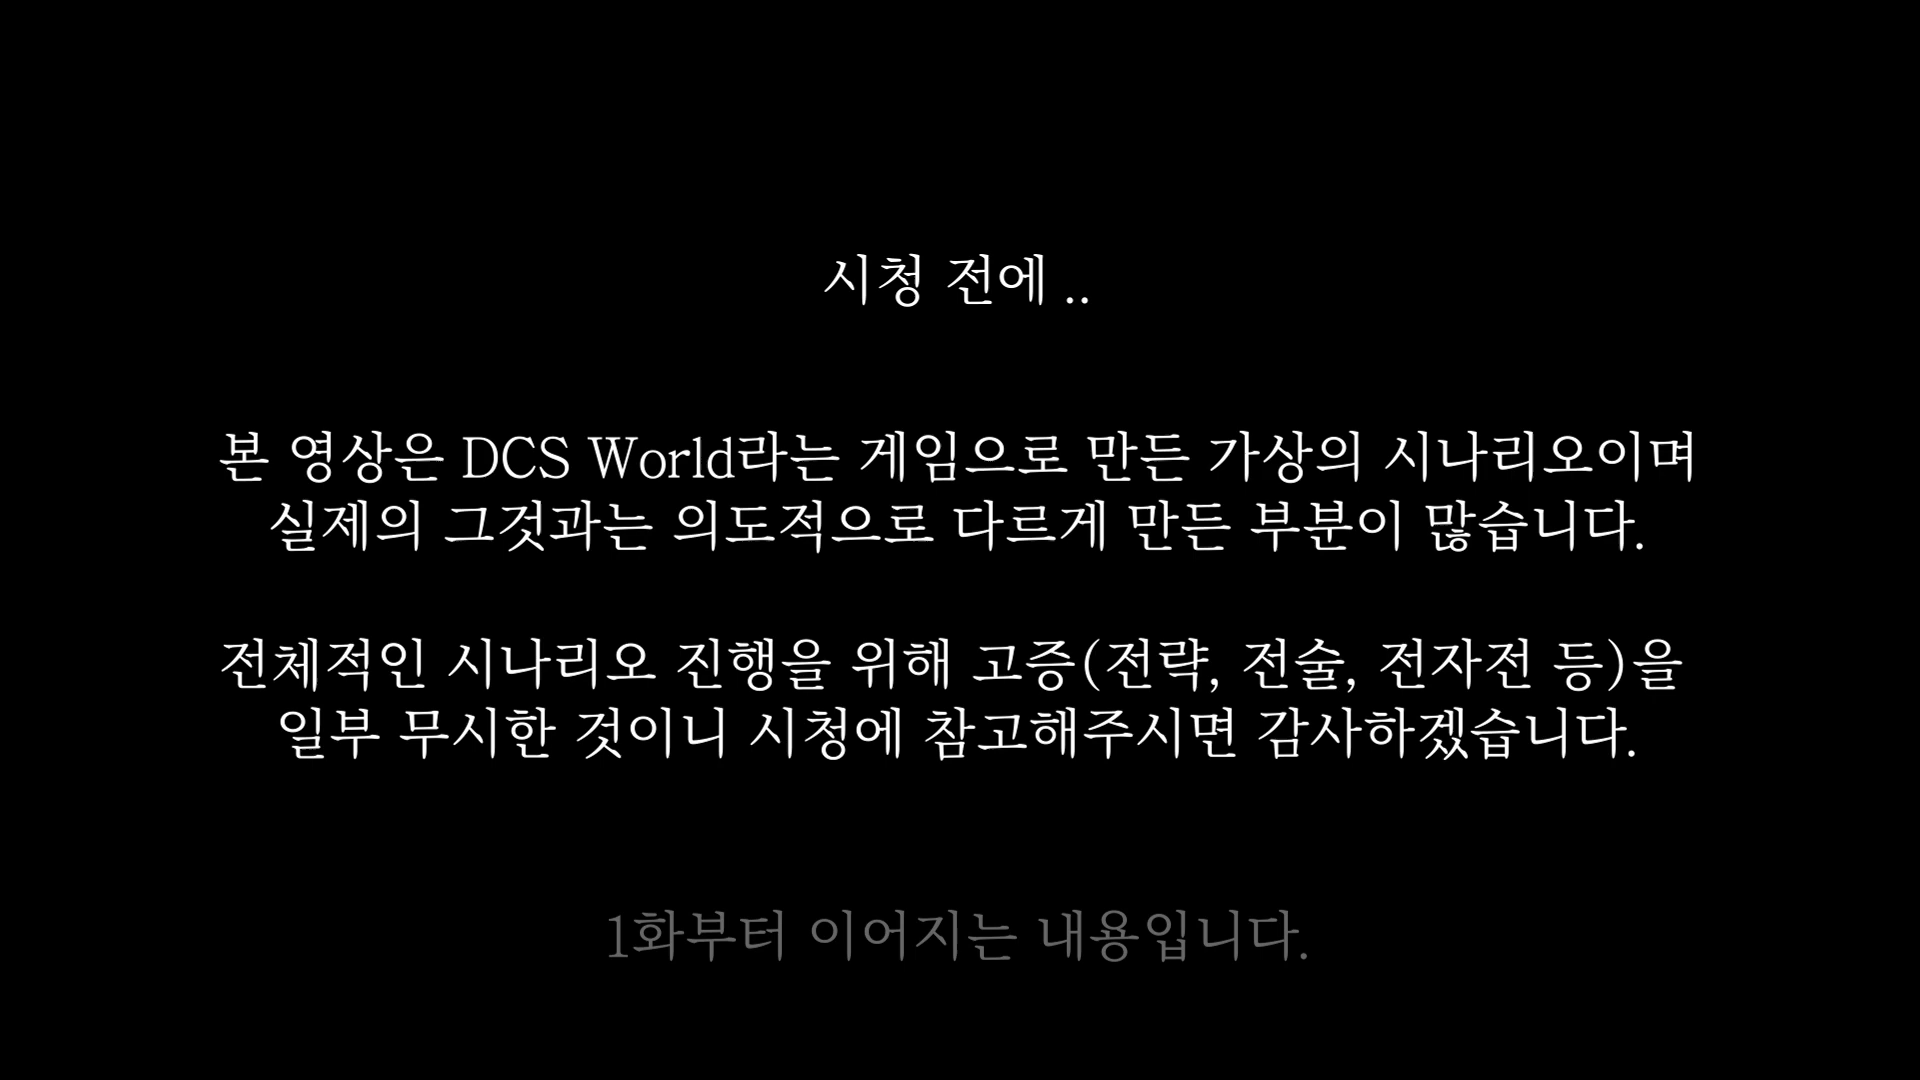 시청 전에 ..
본 영상은 DCS World라는 게임으로 만든 가상의 시나리오이며
실제의 그것과는 의도적으로 다르게 만든 부분이 많습니다.
전체적인 시나리오 진행을 위해 고증(전략, 전술, 전자전 등)을
일부 무시한 것이니 시청에 참고해주시면 감사하겠습니다.
1화부터 이어지는 내용입니다.